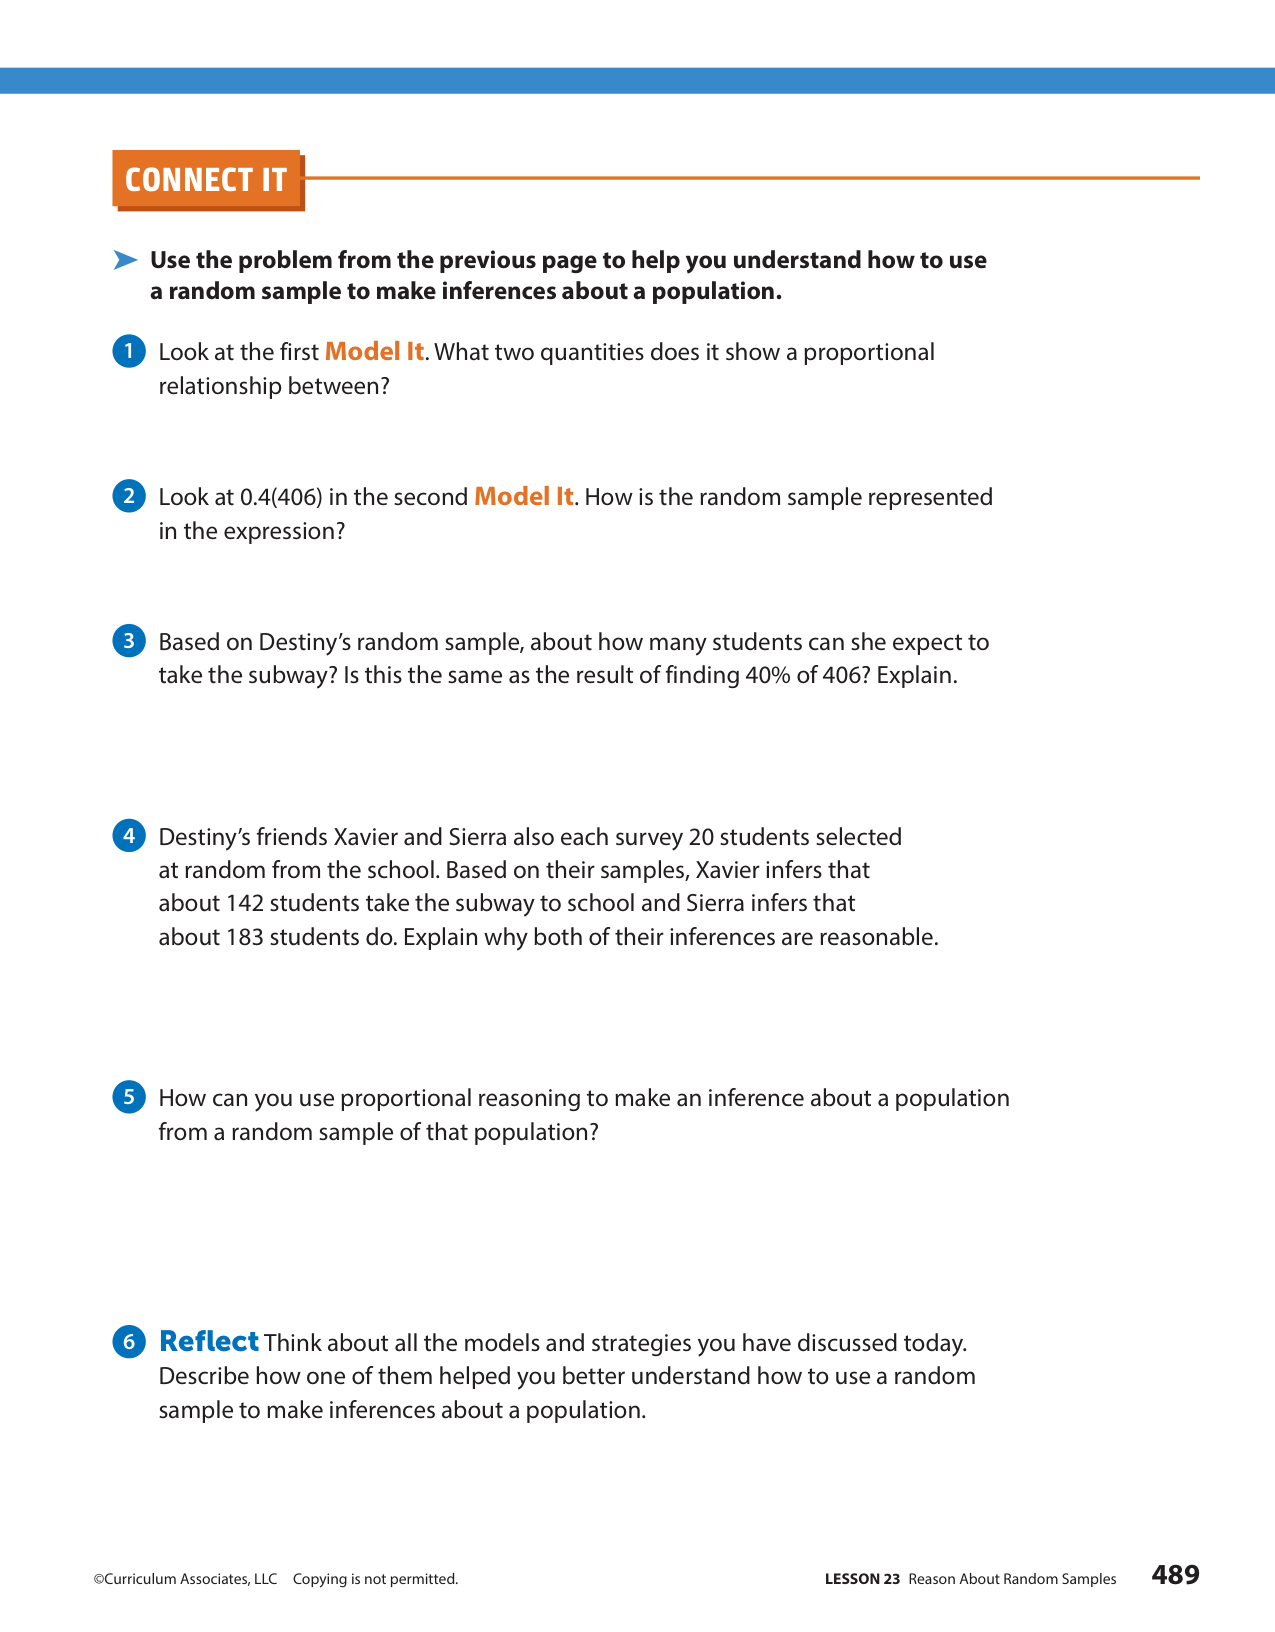 CONNECT IT
Use the problem from the previous page to help you understand how to use
a random sample to make inferences about a population.
1 Look at the first Model It. What two quantities does it show a proportional
relationship between?
2 Look at 0.4(406) in the second Model It. How is the random sample represented
in the expression?
3 Based on Destiny’s random sample, about how many students can she expect to
take the subway? Is this the same as the result of finding 40% of 406? Explain.
4 Destiny’s friends Xavier and Sierra also each survey 20 students selected
at random from the school. Based on their samples, Xavier infers that
about 142 students take the subway to school and Sierra infers that
about 183 students do. Explain why both of their inferences are reasonable.
5 How can you use proportional reasoning to make an inference about a population
from a random sample of that population?
6 Reflect Think about all the models and strategies you have discussed today.
Describe how one of them helped you better understand how to use a random
sample to make inferences about a population.
©Curriculum Associates, LLC Copying is not permitted. LESSON 23 Reason About Random Samples 489